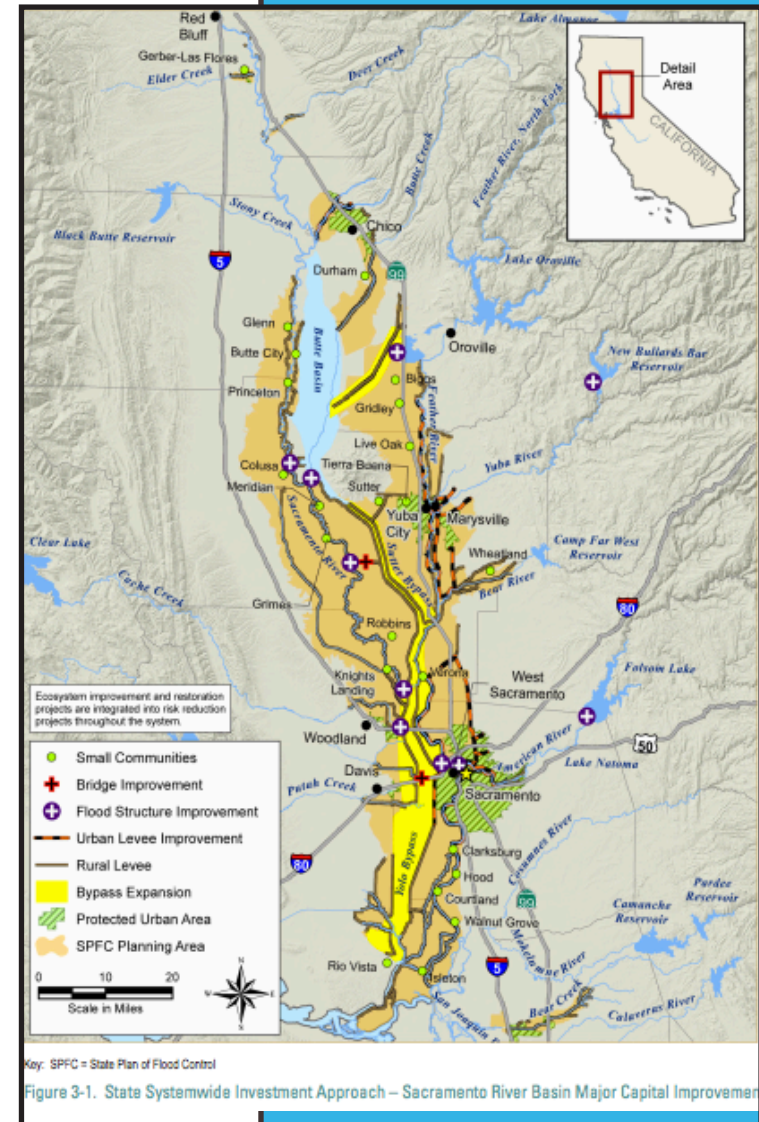 Red
Bluff
Lake Almanor
Gerber-Las Flores
Elder Creek
Deer Creek
Detail
Area
CALIFORNIA
Feather River, North Fork
Butte Creek
Stony Creek
Black Butte Reservoir
Chico
5
Durham
99
Lake Oroville
Glenn
Butte City
Butte Basin
Oroville
New Bullards Bar
Reservoir
Princeton
Biggs
Gridley
Feather River
Live Oak
Yuba River
Colusa
Tierra Buena
Meridian
Sutter
Yuba
City
Marysville
Sacramento River
Sutter Bypass
Wheatland
Camp Far West
Reservoir
Clear Lake
Cache Creek
Bear River
Grimes
80
Robbins
Folsom Lake
Knights
Landing
Verona
West
Sacramento
Ecosystem improvement and restoration
projects are integrated into risk reduction
projects throughout the system.
Woodland
American River
50
Lake Natoma
Davis
Putah Creek
Sacramento
Small Communities
Bridge Improvement
Flood Structure Improvement
Urban Levee Improvement
Rural Levee
Bypass Expansion
Protected Urban Area
SPFC Planning Area
0 10 20
Scale in Miles
N
W E
S
80
Yolo Bypass
Clarksburg
Hood
Courtland
Walnut Grove
Cosumnes River
99
Pardee
Reservoir
Camanche
Reservoir
Mokelumne River
Rio Vista
Isleton
5
San Joaquin
Bear Creek
Calaveras River
Key: SPFC = State Plan of Flood Control
Figure 3-1. State Systemwide Investment Approach – Sacramento River Basin Major Capital Improvemen